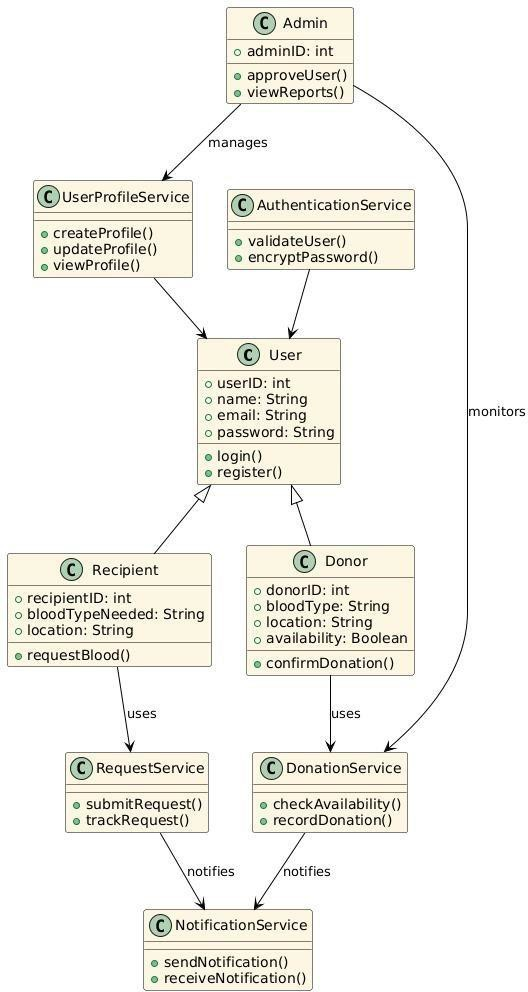 C Admin
adminID: int
approveUser()
viewReports()
manages
C UserProfileService
createProfile()
updateProfile()
viewProfile()
C AuthenticationService
validateUser()
encryptPassword()
C User
userID: int
name: String
email: String
password: String
login()
register()
monitors
C Recipient
recipientID: int
bloodTypeNeeded: String
location: String
requestBlood()
C Donor
donorID: int
bloodType: String
location: String
availability: Boolean
confirmDonation()
uses
uses
C RequestService
submitRequest()
trackRequest()
C DonationService
checkAvailability()
recordDonation()
notifies
notifies
C NotificationService
sendNotification()
receiveNotification()